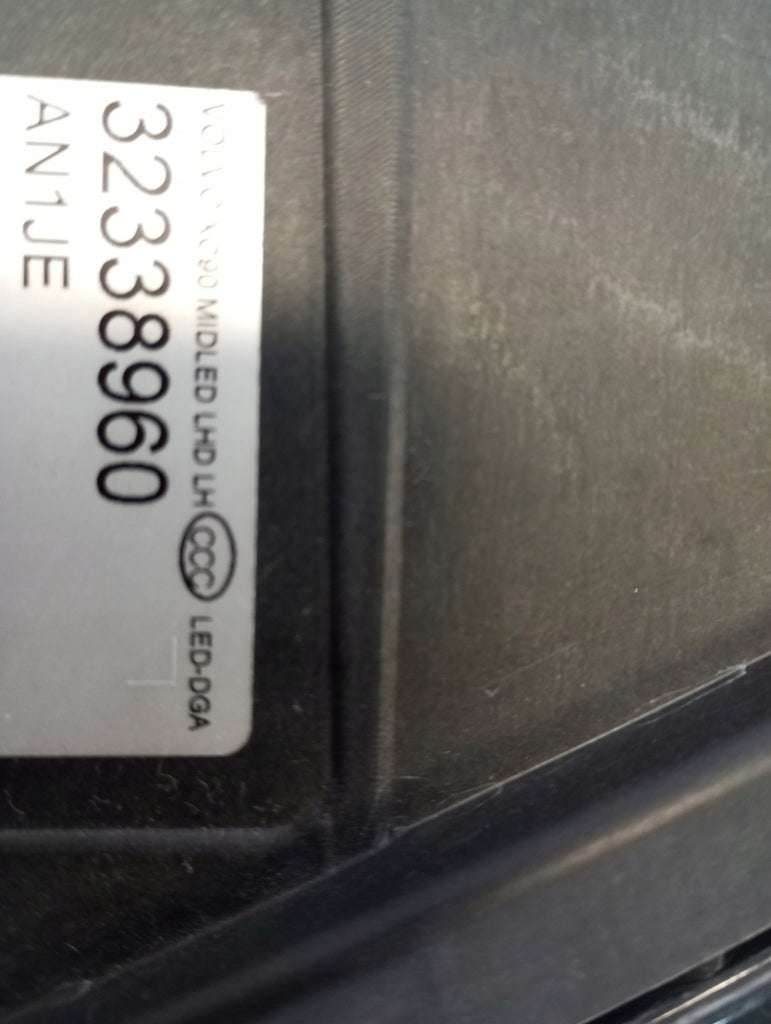 VOLVO XC90 MIDLED LHD LH CCC LED-DGA
32338960
AN1JE